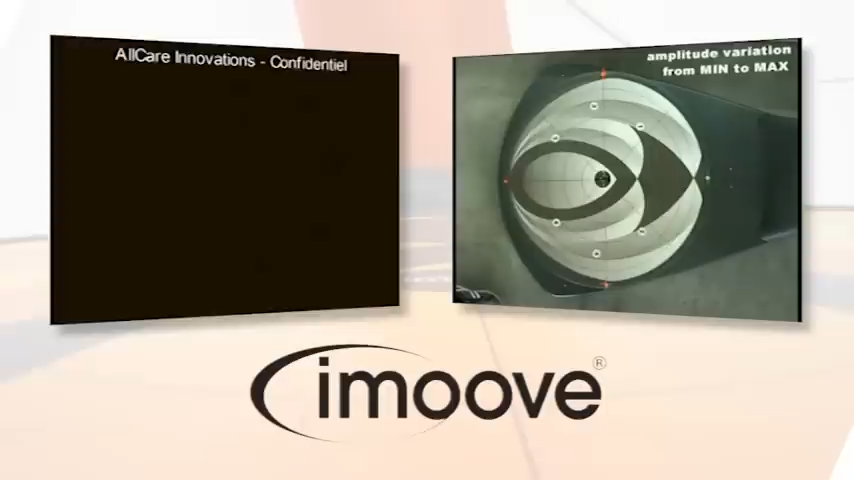 AllCare Innovations - Confidentiel
amplitude variation
from MIN to MAX
imoove®